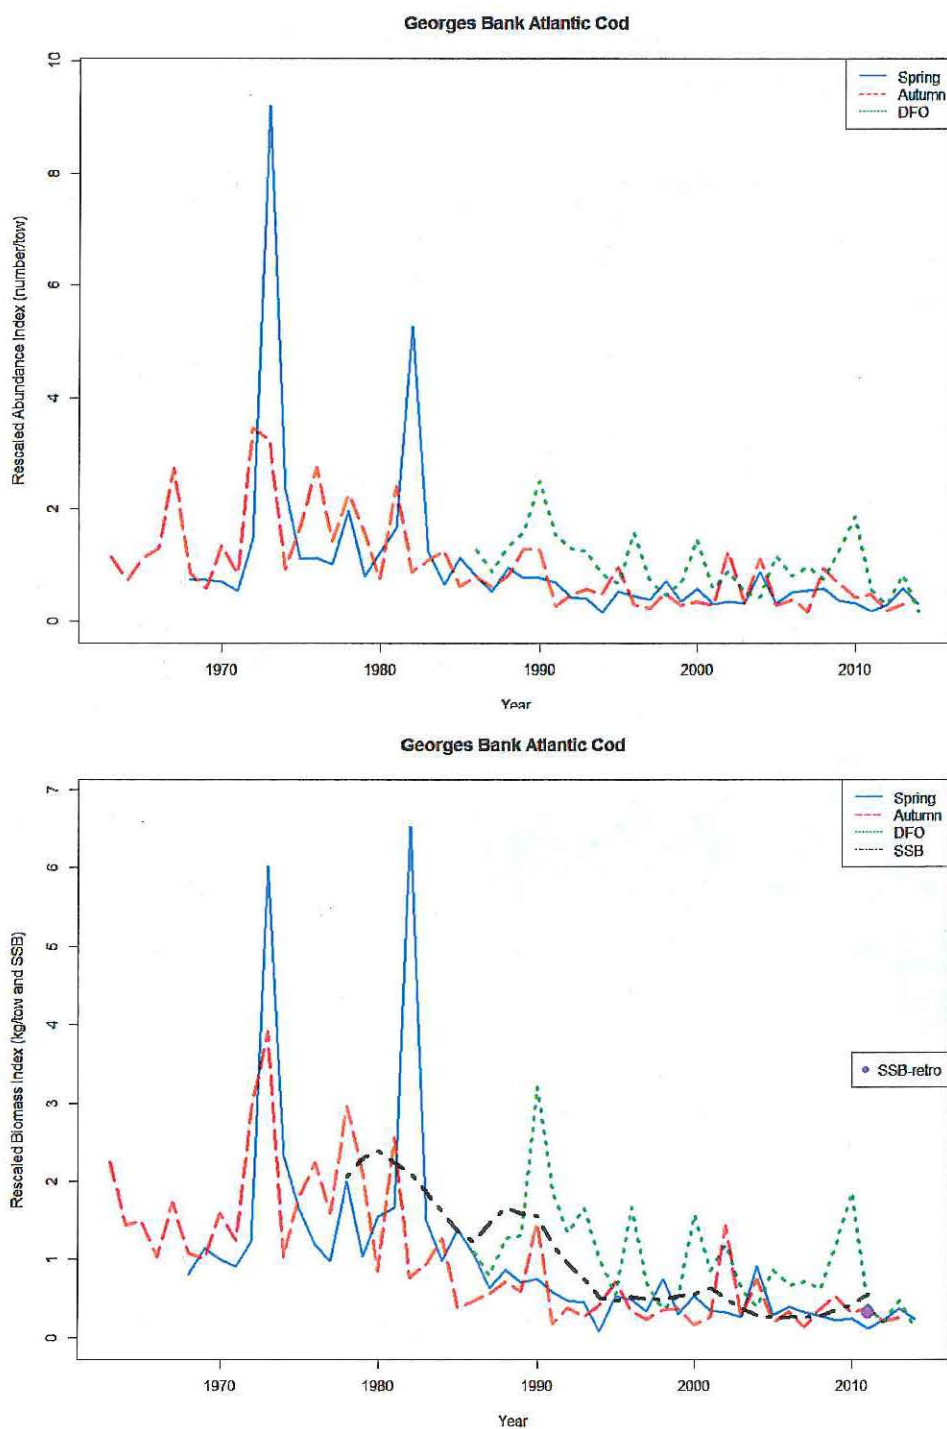 Georges Bank Atlantic Cod
Spring
Autumn
DFO
Rescaled Abundance Index (number/tow)
10
8
6
4
2
0
1970 1980 1990 2000 2010
Year
Georges Bank Atlantic Cod
Spring
Autumn
DFO
SSB
SSB-retro
Rescaled Biomass Index (kg/tow and SSB)
7
6
5
4
3
2
1
0
1970 1980 1990 2000 2010
Year